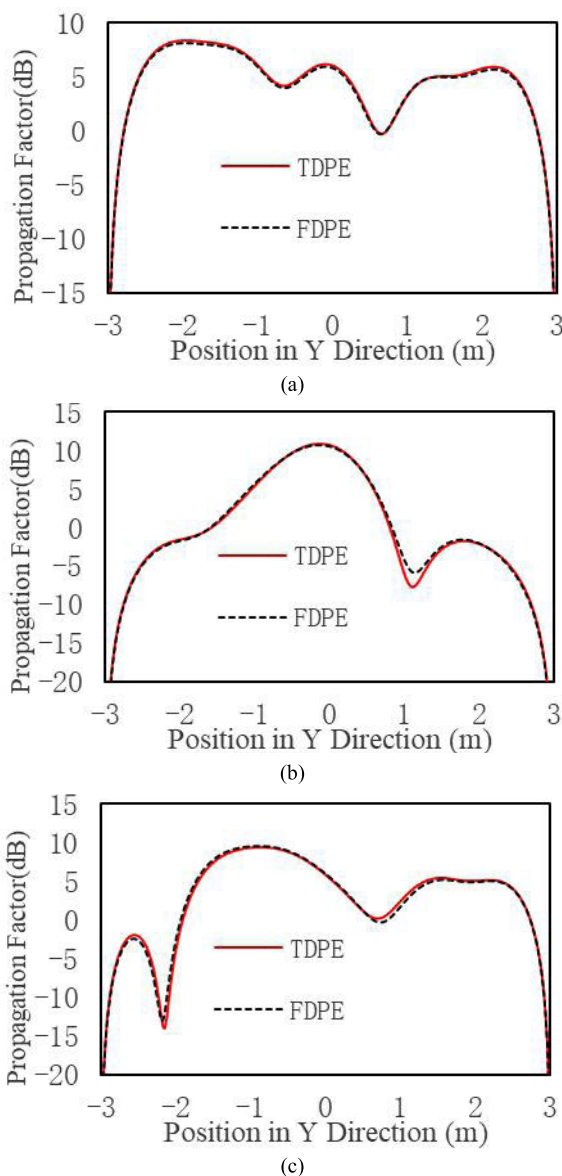 10
5
0
−5
−10
−15
Propagation Factor(dB)
TDPE
FDPE
−3 −2 −1 0 1 2 3
Position in Y Direction (m)
(a)
15
10
5
0
−5
−10
−15
−20
Propagation Factor(dB)
TDPE
FDPE
−3 −2 −1 0 1 2 3
Position in Y Direction (m)
(b)
15
10
5
0
−5
−10
−15
−20
Propagation Factor(dB)
TDPE
FDPE
−3 −2 −1 0 1 2 3
Position in Y Direction (m)
(c)